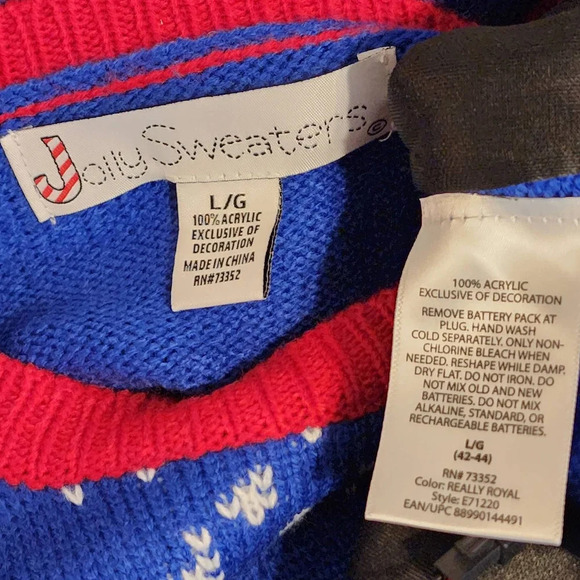 JollySweaters©
L/G
100% ACRYLIC
EXCLUSIVE OF
DECORATION
MADE IN CHINA
RN#73352
100% ACRYLIC
EXCLUSIVE OF DECORATION
REMOVE BATTERY PACK AT
PLUG. HAND WASH
COLD SEPARATELY. ONLY NON-
CHLORINE BLEACH WHEN
NEEDED. RESHAPE WHILE DAMP.
DRY FLAT. DO NOT IRON. DO
NOT MIX OLD AND NEW
BATTERIES. DO NOT MIX
ALKALINE, STANDARD, OR
RECHARGEABLE BATTERIES.
L/G
(42-44)
RN# 73352
Color: REALLY ROYAL
Style: E71220
EAN/UPC 88990144491